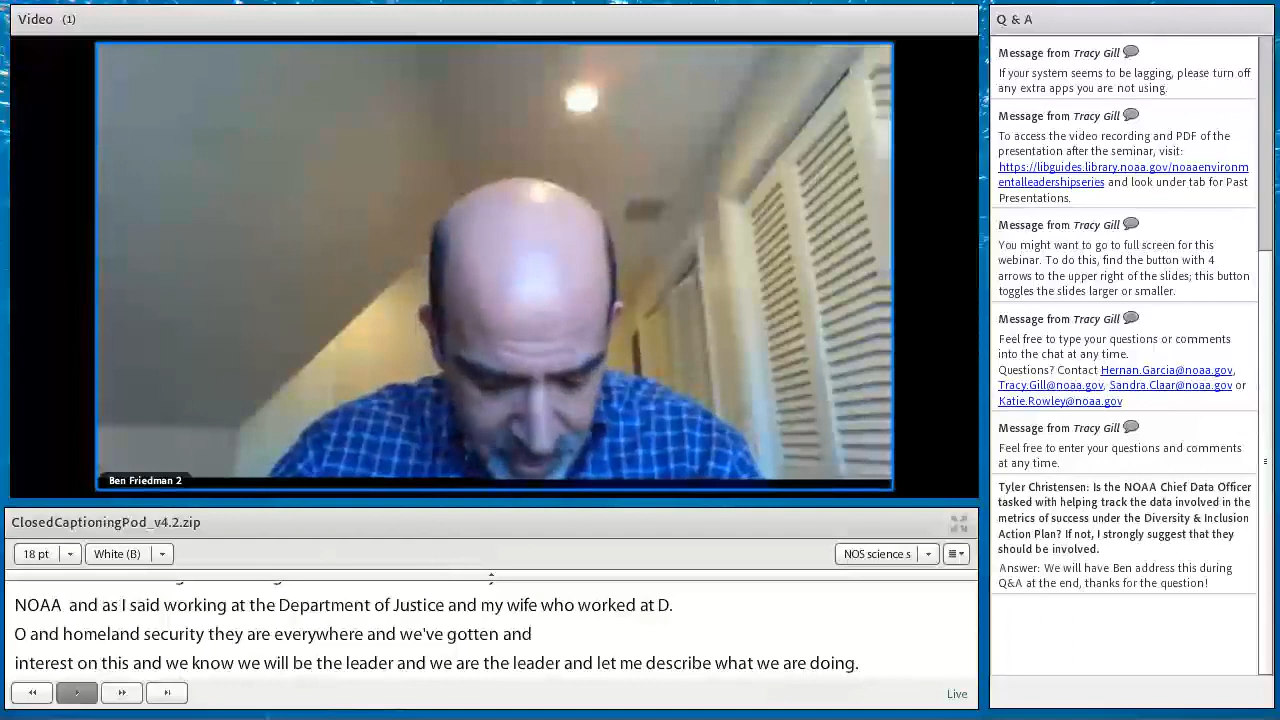 Video (1)
Ben Friedman 2
ClosedCaptioningPod_v4.2.zip
18 pt
White (B)
NOS science s
NOAA and as I said working at the Department of Justice and my wife who worked at D.
O and homeland security they are everywhere and we've gotten and
interest on this and we know we will be the leader and we are the leader and let me describe what we are doing.
Live
Q & A
Message from Tracy Gill
If your system seems to be lagging, please turn off
any extra apps you are not using.
Message from Tracy Gill
To access the video recording and PDF of the
presentation after the seminar, visit:
https://libguides.library.noaa.gov/noaaenvironm
entalleadershipseries and look under tab for Past
Presentations.
Message from Tracy Gill
You might want to go to full screen for this
webinar. To do this, find the button with 4
arrows to the upper right of the slides; this button
toggles the slides larger or smaller.
Message from Tracy Gill
Feel free to type your questions or comments
into the chat at any time.
Questions? Contact Hernan.Garcia@noaa.gov,
Tracy.Gill@noaa.gov, Sandra.Claar@noaa.gov or
Katie.Rowley@noaa.gov
Message from Tracy Gill
Feel free to enter your questions and comments
at any time.
Tyler Christensen: Is the NOAA Chief Data Officer
tasked with helping track the data involved in the
metrics of success under the Diversity & Inclusion
Action Plan? If not, I strongly suggest that they
should be involved.
Answer: We will have Ben address this during
Q&A at the end, thanks for the question!